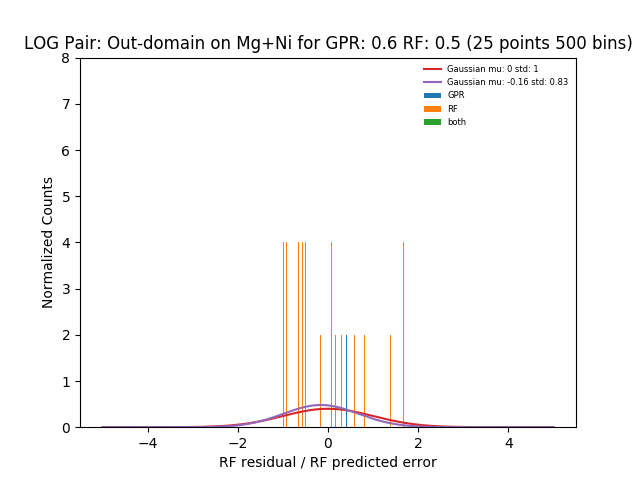 LOG Pair: Out-domain on Mg+Ni for GPR: 0.6 RF: 0.5 (25 points 500 bins)
Gaussian mu: 0 std: 1
Gaussian mu: -0.16 std: 0.83
GPR
RF
both
Normalized Counts
8
7
6
5
4
3
2
1
0
−4
−2
0
2
4
RF residual / RF predicted error